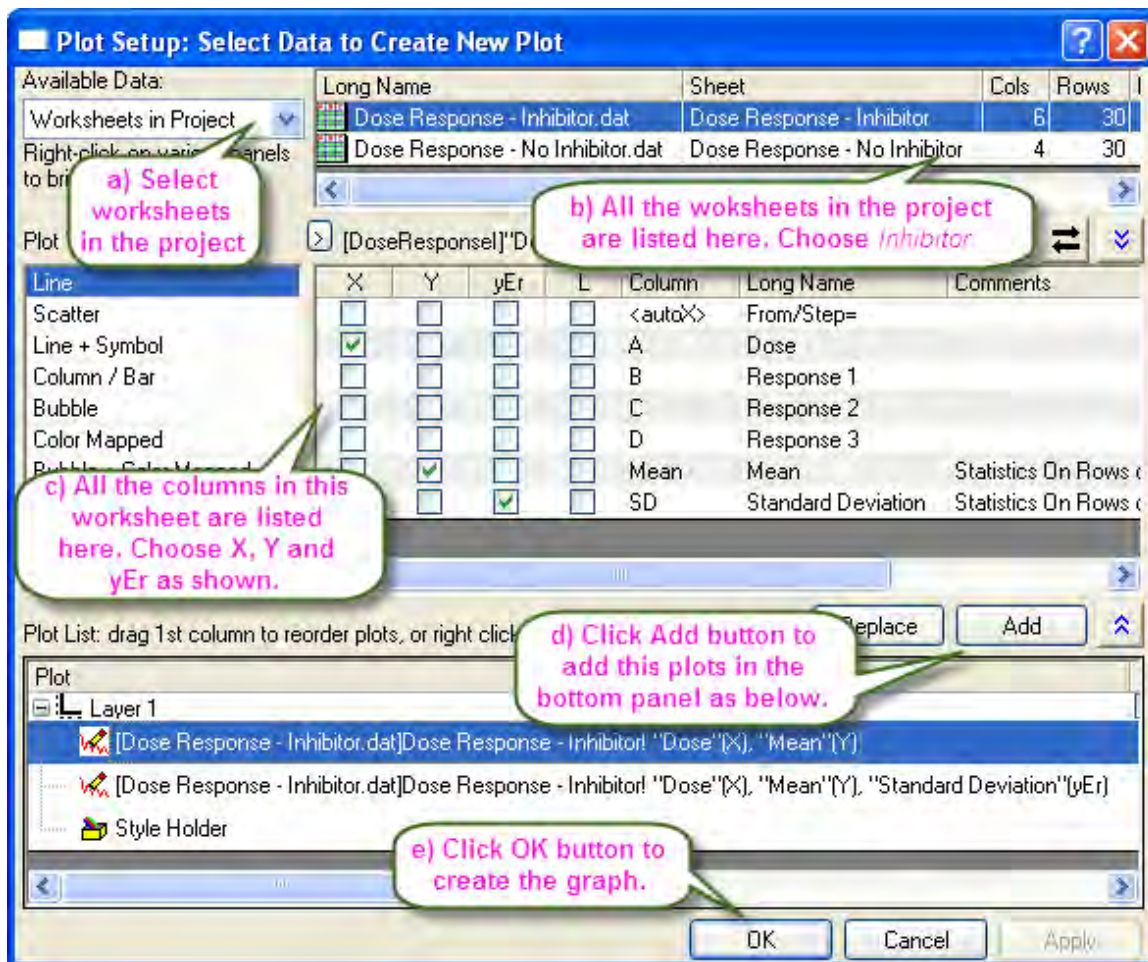 Plot Setup: Select Data to Create New Plot
Available Data:
Worksheets in Project
Right-click on panels
to
a) Select
worksheets
in the project
Long Name Sheet Cols Rows
Dose Response - Inhibitor.dat Dose Response - Inhibitor 6 30
Dose Response - No Inhibitor.dat Dose Response - No Inhibitor 4 30
b) All the woksheets in the project
are listed here. Choose Inhibitor
Plot
[DoseResponseI]"D
Line
Scatter
Line + Symbol
Column / Bar
Bubble
Color Mapped
X Y yEr L Column Long Name Comments
<autoX> From/Step=
A Dose
B Response 1
C Response 2
D Response 3
Mean Mean Statistics On Rows
SD Standard Deviation Statistics On Rows
c) All the columns in this
worksheet are listed
here. Choose X, Y and
yEr as shown.
Plot List: drag 1st column to reorder plots, or right click
Replace Add
d) Click Add button to
add this plots in the
bottom panel as below.
Plot
Layer 1
[Dose Response - Inhibitor.dat]Dose Response - Inhibitor! "Dose"(X), "Mean"(Y)
[Dose Response - Inhibitor.dat]Dose Response - Inhibitor! "Dose"(X), "Mean"(Y), "Standard Deviation"(yEr)
Style Holder
e) Click OK button to
create the graph.
OK Cancel Apply